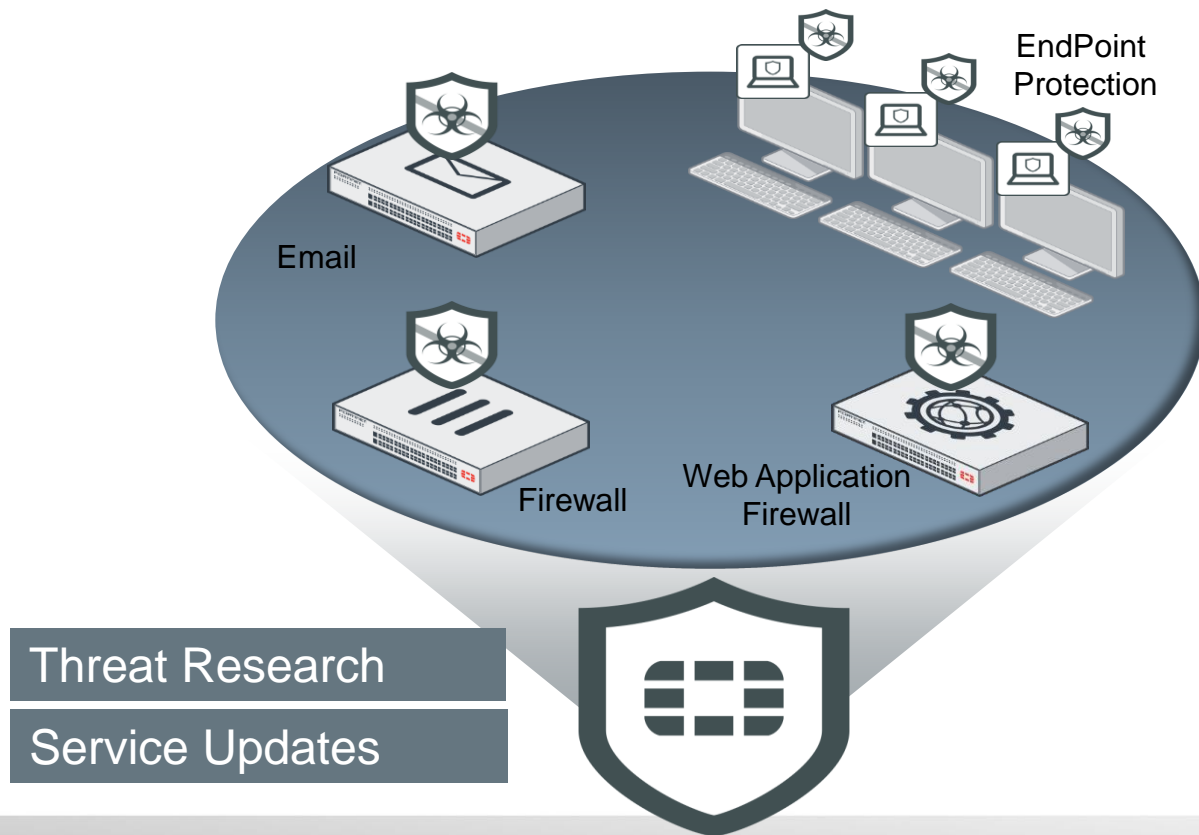 EndPoint
Protection
Email
Firewall
Web Application
Firewall
Threat Research
Service Updates